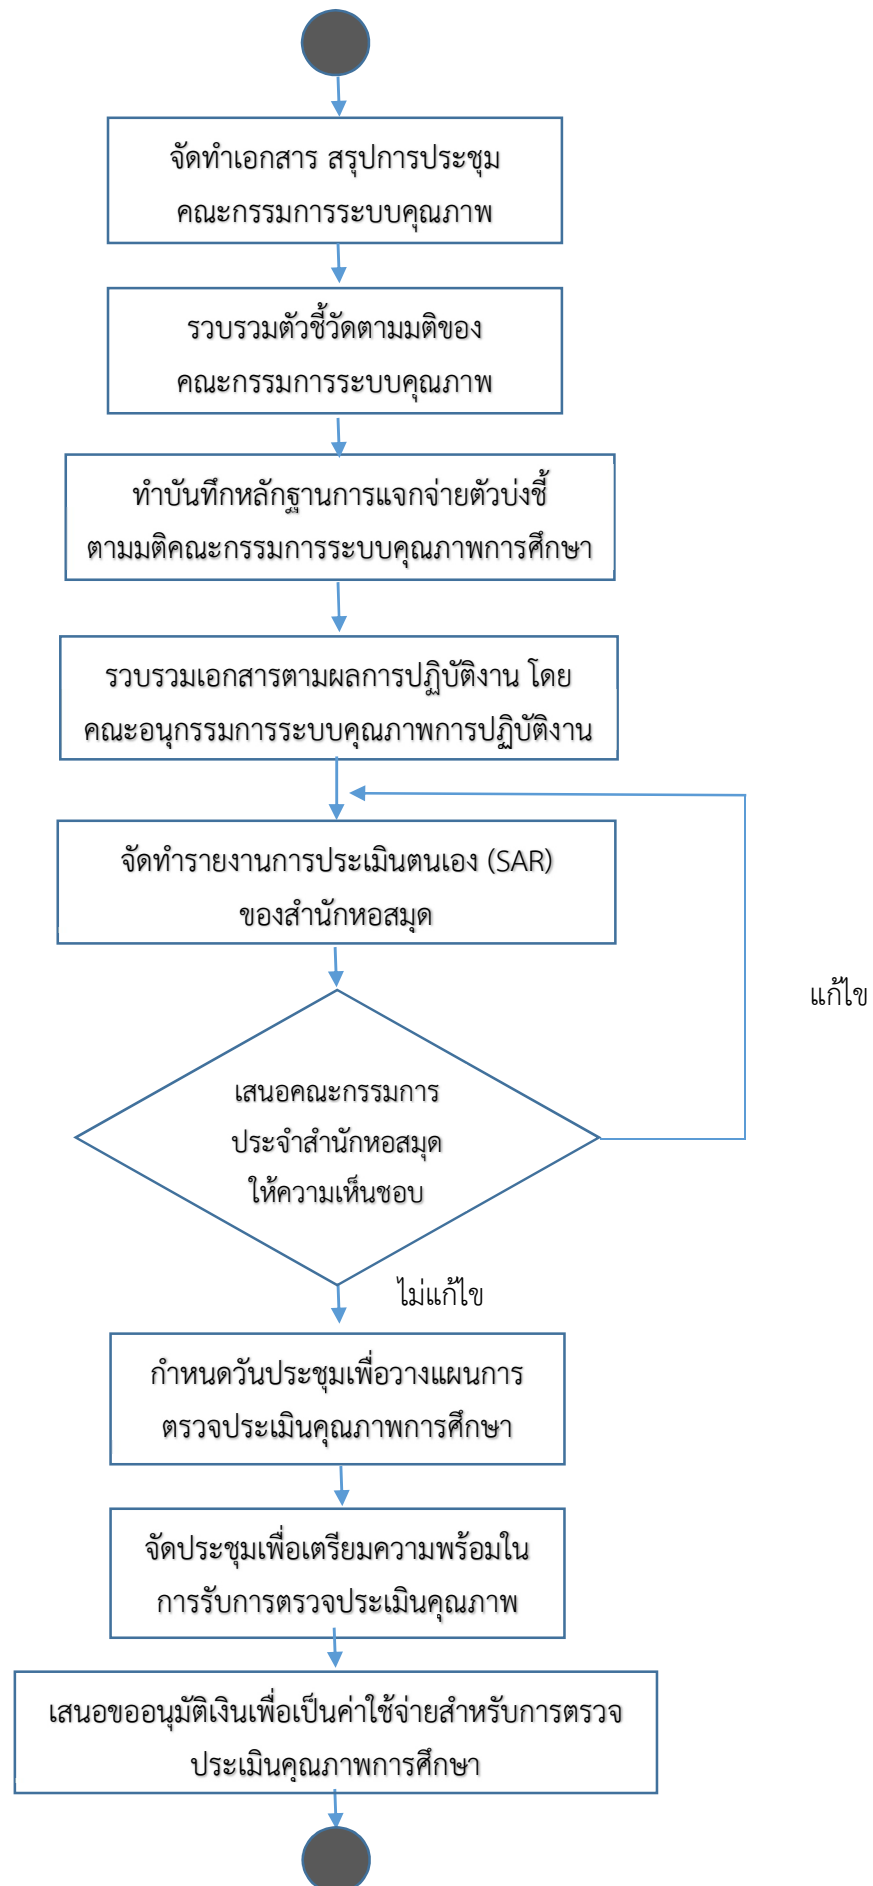 จัดทำเอกสาร สรุปการประชุม
คณะกรรมการระบบคุณภาพ
รวบรวมตัวชี้วัดตามมติของ
คณะกรรมการระบบคุณภาพ
ทำบันทึกหลักฐานการแจกจ่ายตัวบ่งชี้
ตามมติคณะกรรมการระบบคุณภาพการศึกษา
รวบรวมเอกสารตามผลการปฏิบัติงาน โดย
คณะอนุกรรมการระบบคุณภาพการปฏิบัติงาน
จัดทำรายงานการประเมินตนเอง (SAR)
ของสำนักหอสมุด
แก้ไข
เสนอคณะกรรมการ
ประจำสำนักหอสมุด
ให้ความเห็นชอบ
ไม่แก้ไข
กำหนดวันประชุมเพื่อวางแผนการ
ตรวจประเมินคุณภาพการศึกษา
จัดประชุมเพื่อเตรียมความพร้อมใน
การรับการตรวจประเมินคุณภาพ
เสนอขออนุมัติเงินเพื่อเป็นค่าใช้จ่ายสำหรับการตรวจ
ประเมินคุณภาพการศึกษา